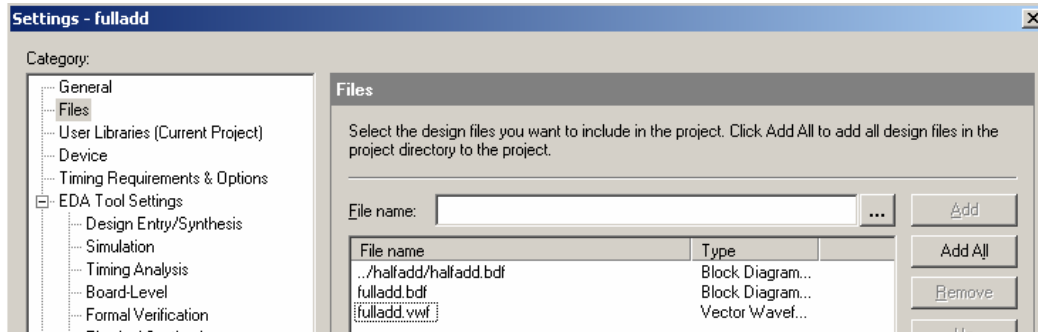 Settings - fulladd
Category:
General
Files
User Libraries (Current Project)
Device
Timing Requirements & Options
EDA Tool Settings
Design Entry/Synthesis
Simulation
Timing Analysis
Board-Level
Formal Verification
Files
Select the design files you want to include in the project. Click Add All to add all design files in the
project directory to the project.
File name:
...
Add
File name Type
../halfadd/halfadd.bdf Block Diagram...
fulladd.bdf Block Diagram...
fulladd.vwf Vector Wavef...
Add All
Remove